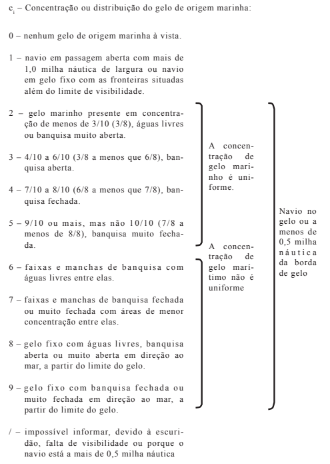 c_i – Concentração ou distribuição do gelo de origem marinha:
0 – nenhum gelo de origem marinha à vista.
1 – navio em passagem aberta com mais de
1,0 milha náutica de largura ou navio
em gelo fixo com as fronteiras situadas
além do limite de visibilidade.
2 – gelo marinho presente em concentra-
ção de menos de 3/10 (3/8), águas livres
ou banquisa muito aberta.
3 – 4/10 a 6/10 (3/8 a menos que 6/8), ban-
quisa aberta.
4 – 7/10 a 8/10 (6/8 a menos que 7/8), ban-
quisa fechada.
5 – 9/10 ou mais, mas não 10/10 (7/8 a
menos de 8/8), banquisa muito fecha-
da.
6 – faixas e manchas de banquisa com
águas livres entre elas.
7 – faixas e manchas de banquisa fechada
ou muito fechada com áreas de menor
concentração entre elas.
8 – gelo fixo com águas livres, banquisa
aberta ou muito aberta em direção ao
mar, a partir do limite do gelo.
9 – gelo fixo com banquisa fechada ou
muito fechada em direção ao mar, a
partir do limite do gelo.
/ – impossível informar, devido à escuri-
dão, falta de visibilidade ou porque o
navio está a mais de 0,5 milha náutica
A concen-
tração de
gelo mari-
nho é uni-
forme.
A concen-
tração de
gelo marí-
timo não é
uniforme
Navio no
gelo ou a
menos de
0,5 milha
náutica
da borda
de gelo